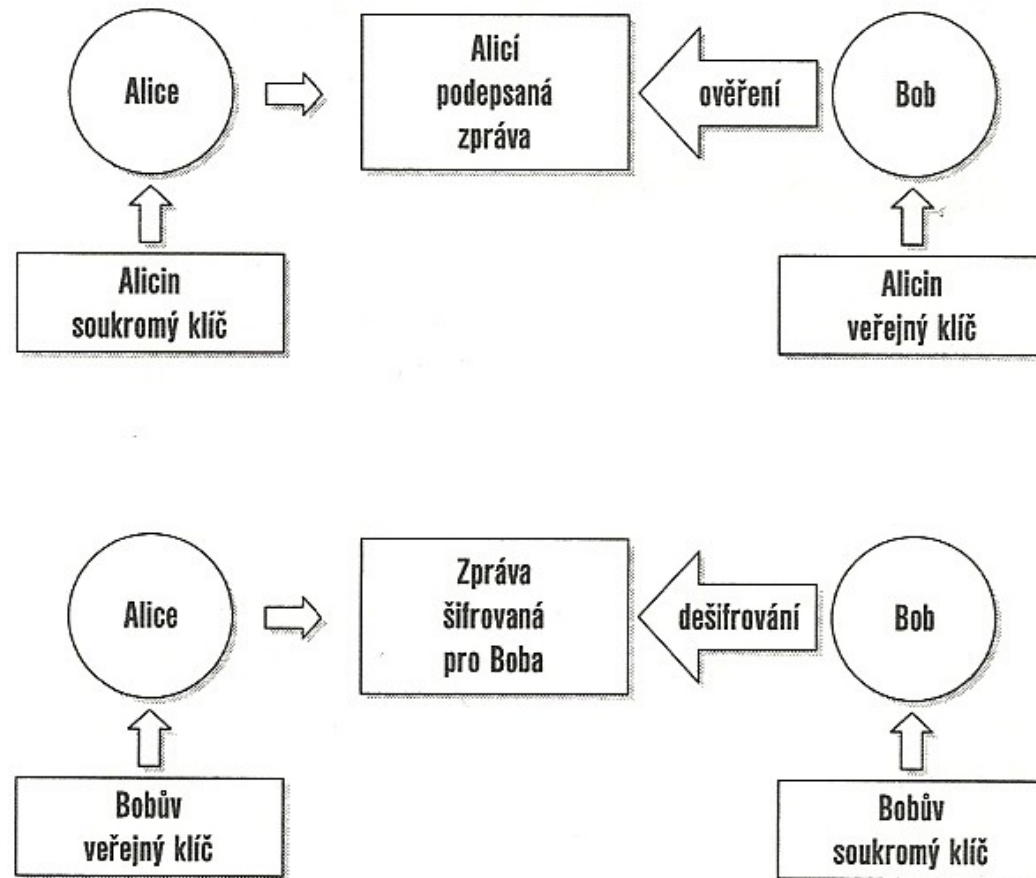 Alice
Alicí
podepsaná
zpráva
ověření
Bob
Alicin
soukromý klíč
Alicin
veřejný klíč
Alice
Zpráva
šifrovaná
pro Boba
dešifrování
Bob
Bobův
veřejný klíč
Bobův
soukromý klíč